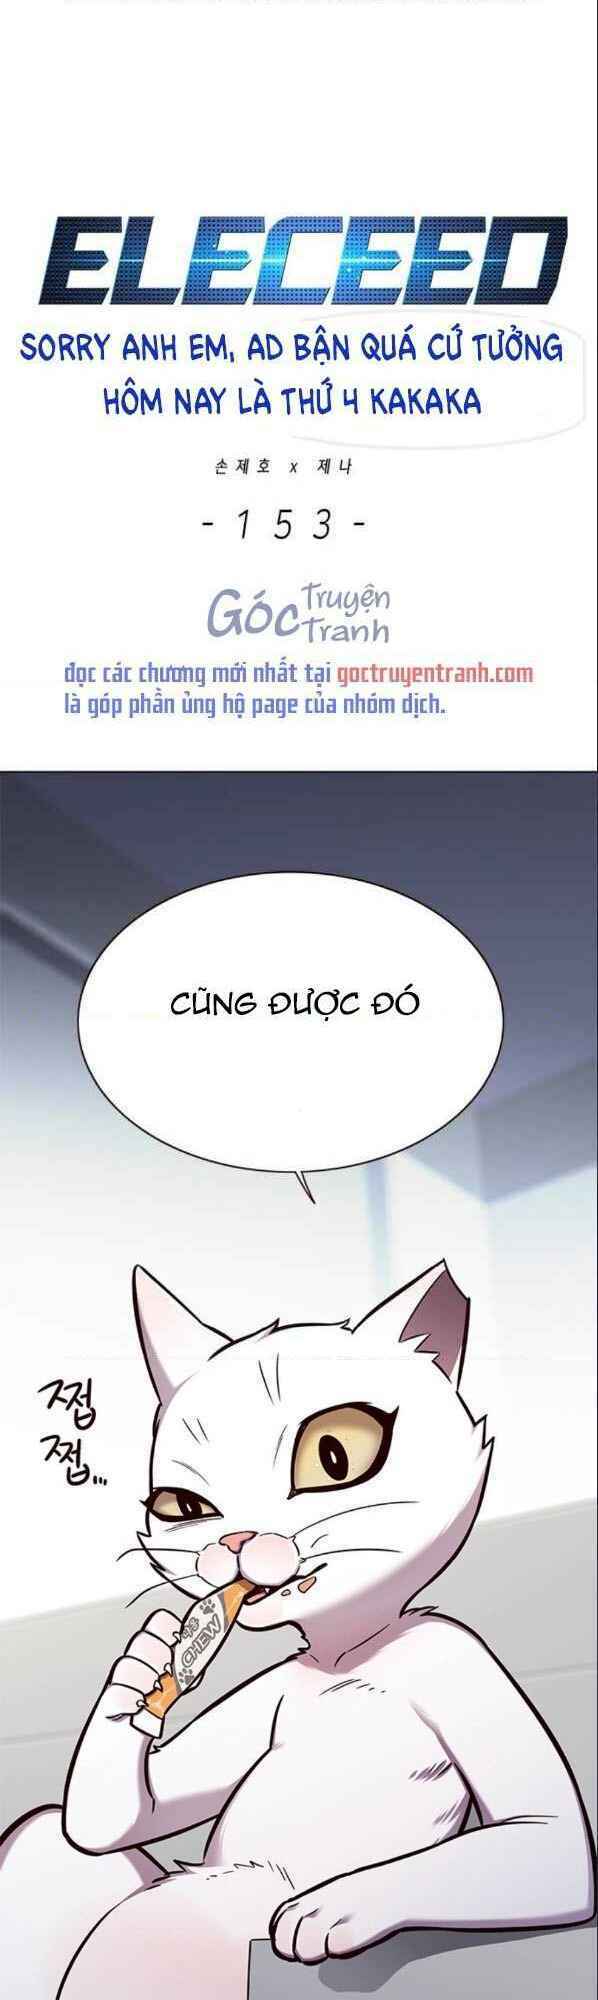 ELECEED
SORRY ANH EM, AD BẬN QUÁ CỨ TƯỞNG
HÔM NAY LÀ THỨ 4 KAKAKA
손제호 x 제나
- 1 5 3 -
Góc Truyện
Tranh
đọc các chương mới nhất tại goctruyentranh.com
là góp phần ủng hộ page của nhóm dịch.
CŨNG ĐƯỢC ĐÓ
쩝
쩝...
CHEW